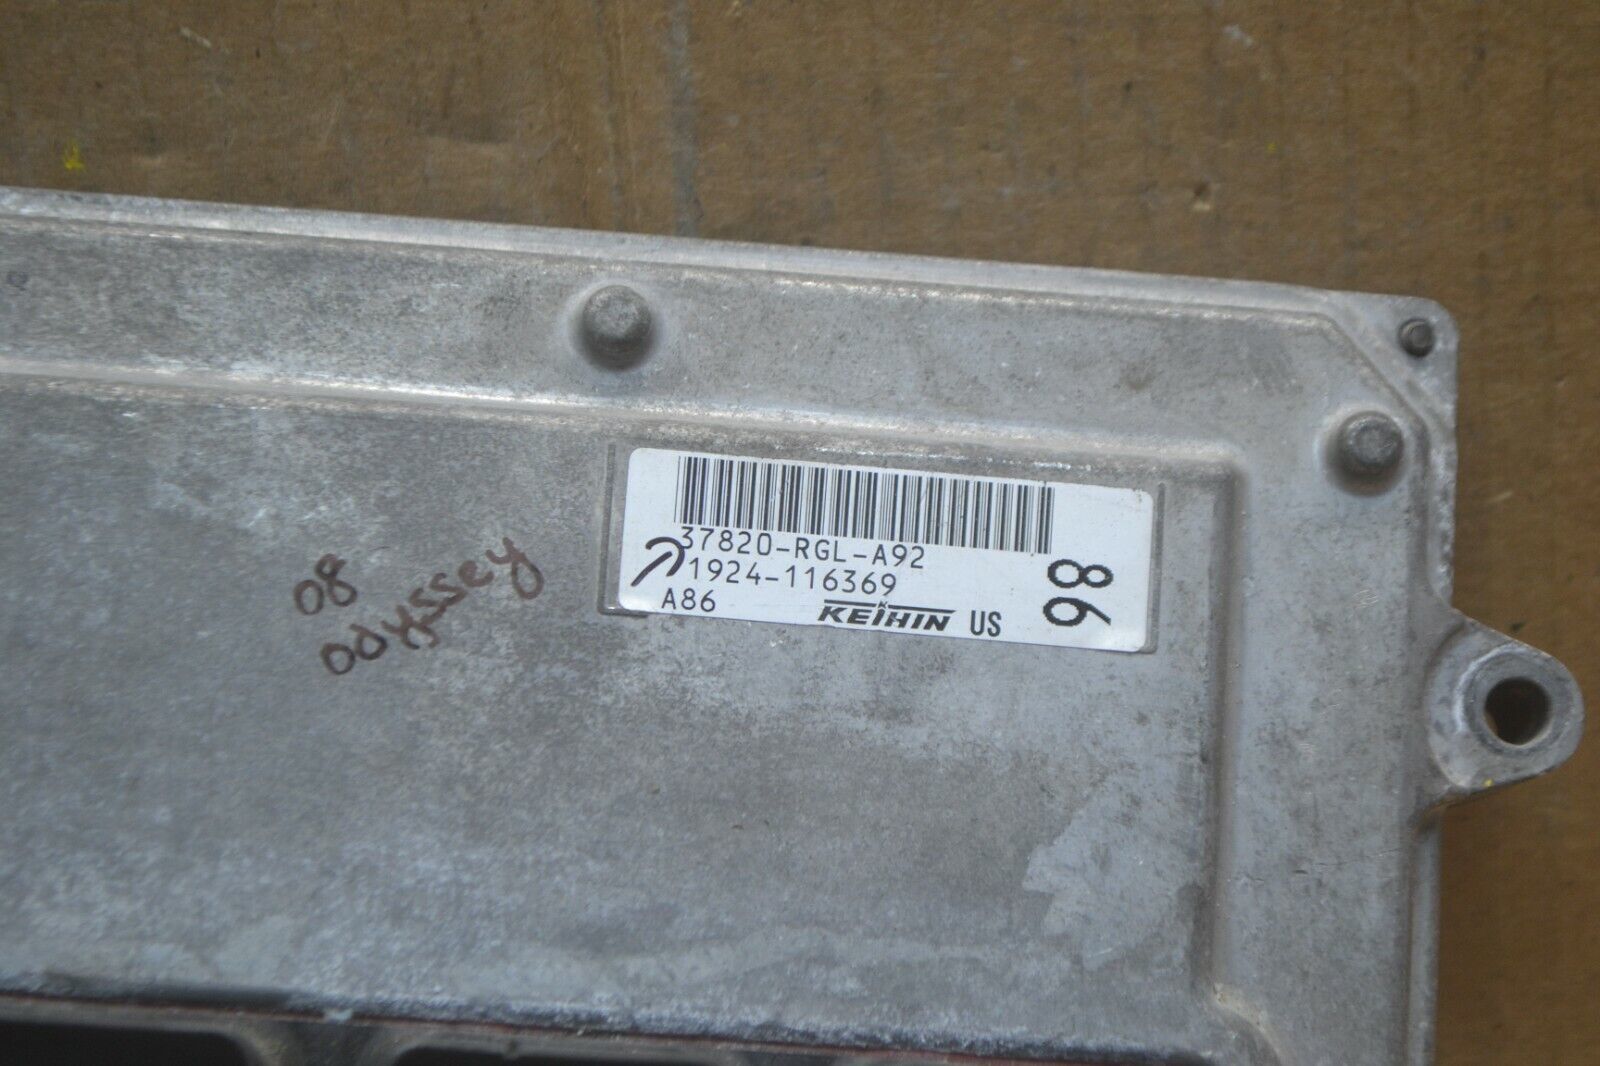 08
odyssey
37820-RGL-A92
1924-116369
A86 KEIHIN US
86